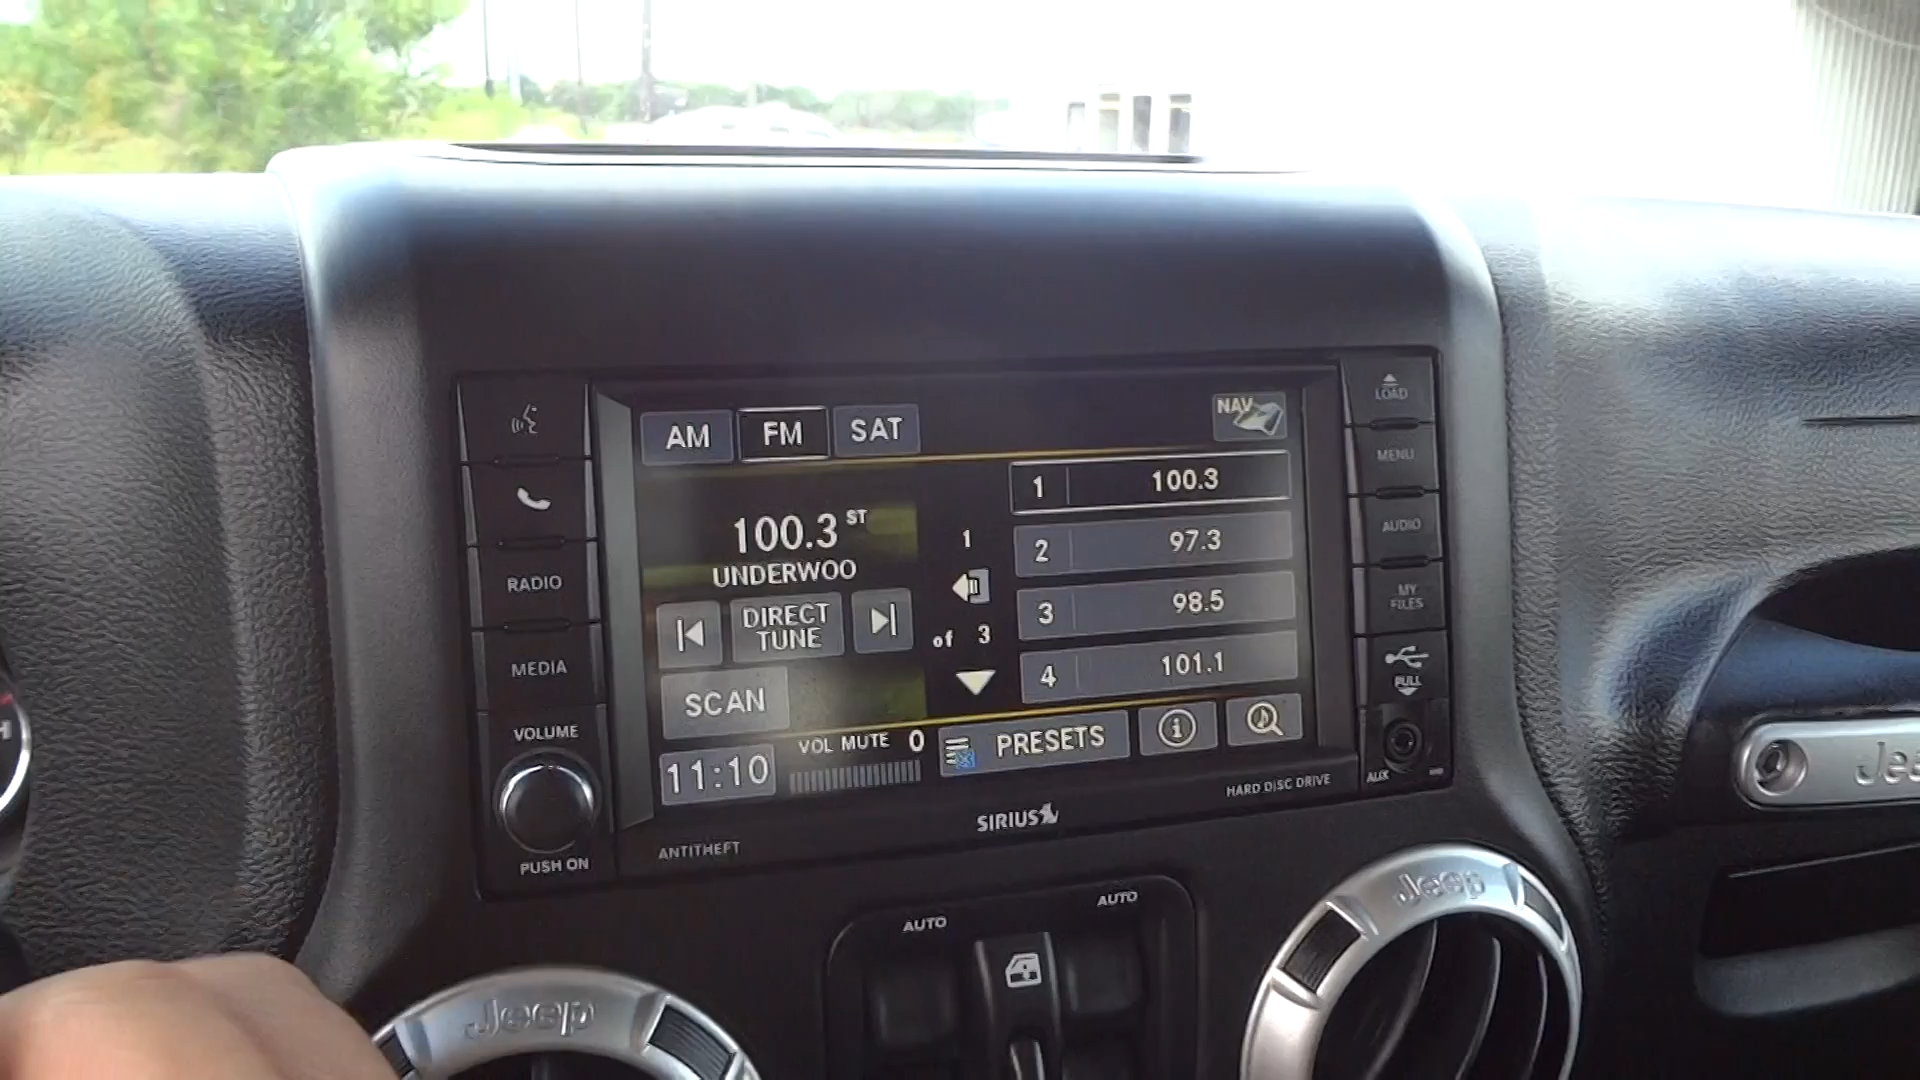 AM FM SAT NAV
LOAD
MENU
AUDIO
MY
FILES
PULL
AUX
RADIO
MEDIA
VOLUME
PUSH ON
100.3 ST
UNDERWOO
DIRECT
TUNE
SCAN
11:10
VOL MUTE 0
1
of 3
1 100.3
2 97.3
3 98.5
4 101.1
PRESETS
i
SIRIUS
HARD DISC DRIVE
ANTITHEFT
AUTO
AUTO
Jeep
Jeep